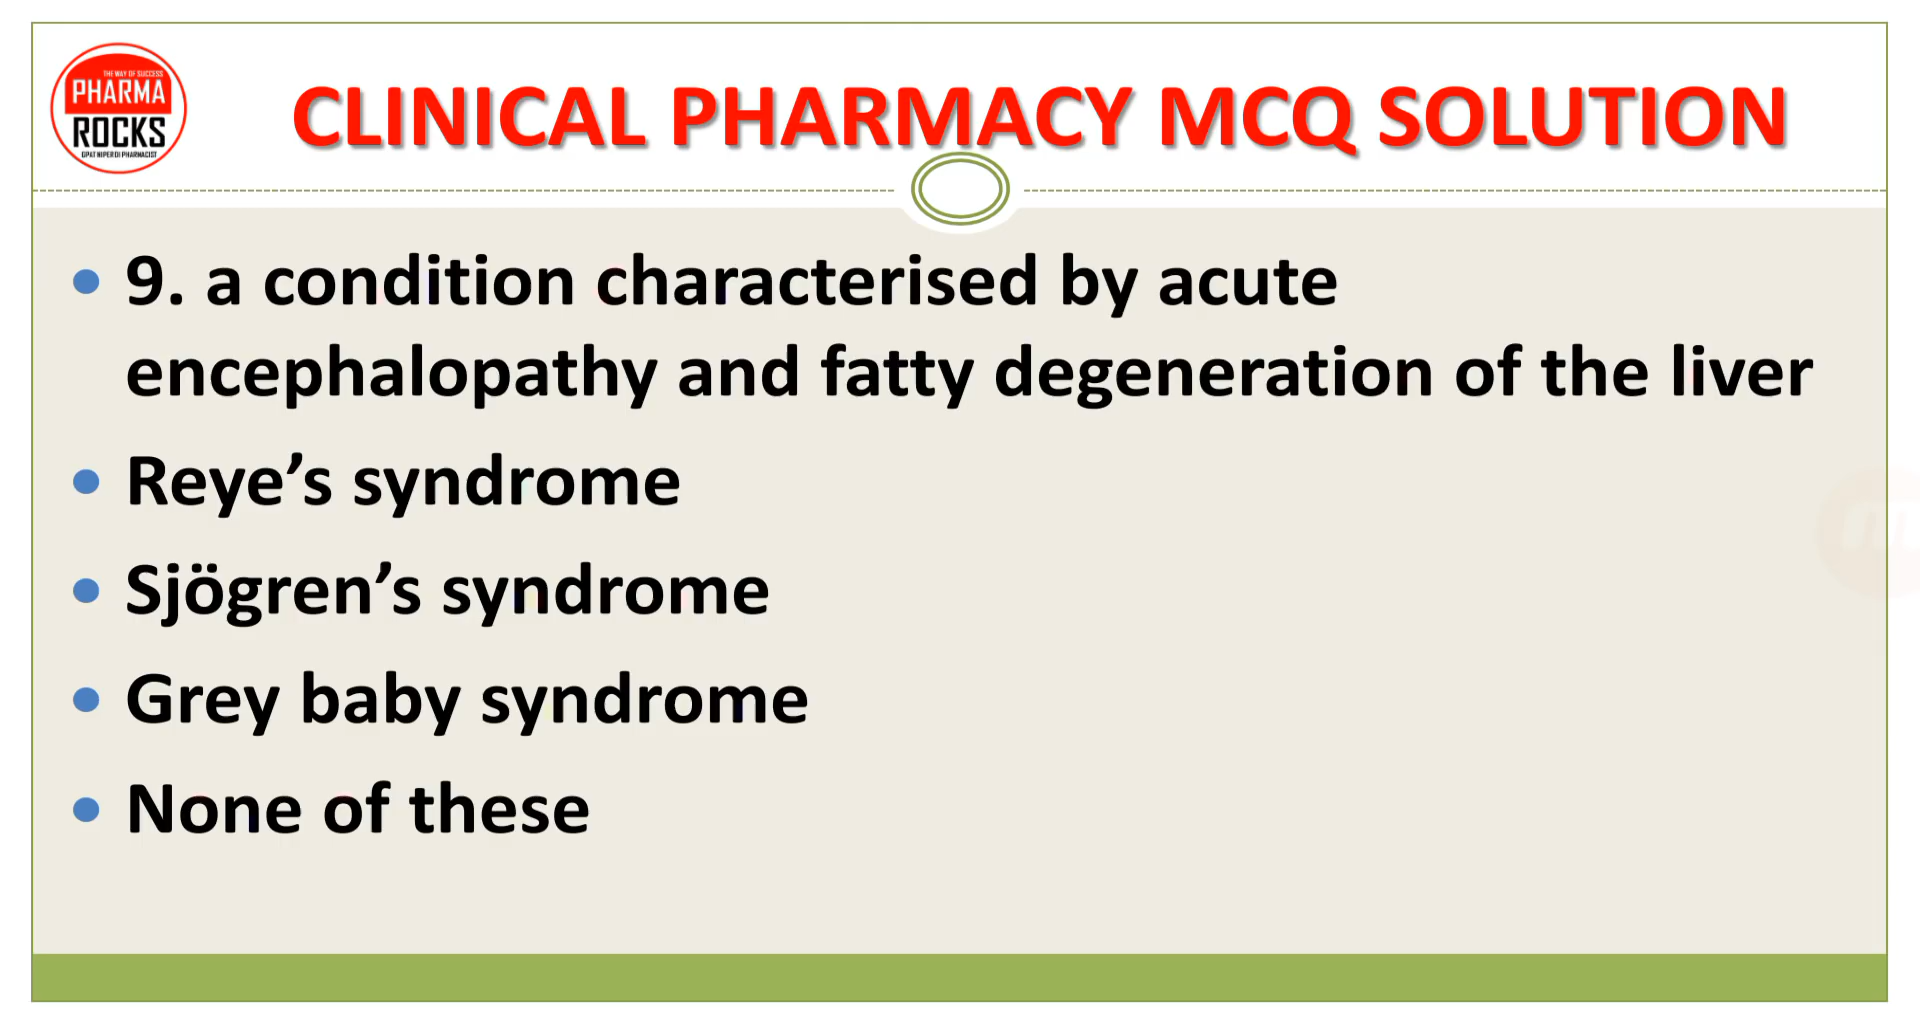 THE WAY OF SUCCESS
PHARMA
ROCKS
GPAT NIPER DI PHARMACIST
CLINICAL PHARMACY MCQ SOLUTION
• 9. a condition characterised by acute
encephalopathy and fatty degeneration of the liver
• Reye’s syndrome
• Sjögren’s syndrome
• Grey baby syndrome
• None of these